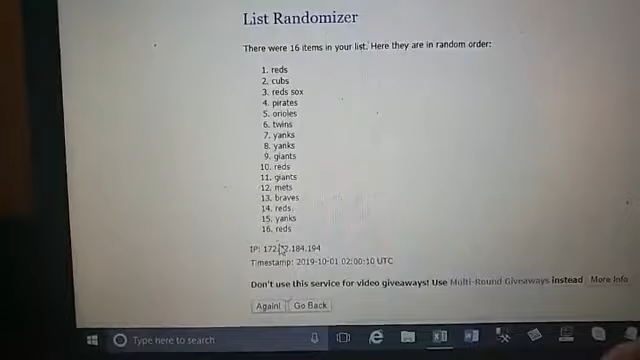 List Randomizer
There were 16 items in your list. Here they are in random order:
1. reds
2. cubs
3. reds sox
4. pirates
5. orioles
6. twins
7. yanks
8. yanks
9. giants
10. reds
11. giants
12. mets
13. braves
14. reds
15. yanks
16. reds
IP: 172. .184.194
Timestamp: 2019-10-01 02:00:10 UTC
Don't use this service for video giveaways! Use Multi-Round Giveaways instead More Info
Again! Go Back
Type here to search